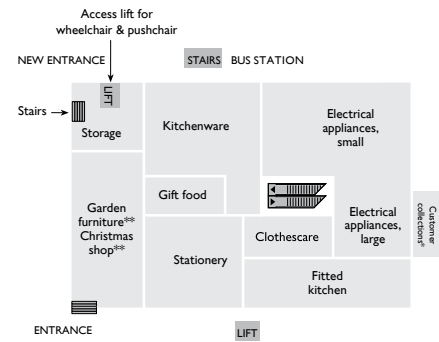 Access lift for
wheelchair & pushchair
NEW ENTRANCE
STAIRS
BUS STATION
LIFT
Stairs
Storage
Kitchenware
Electrical
appliances,
small
Gift food
Garden
furniture**
Christmas
shop**
Electrical
appliances,
large
Customer
collections*
Clothescare
Stationery
Fitted
kitchen
ENTRANCE
LIFT